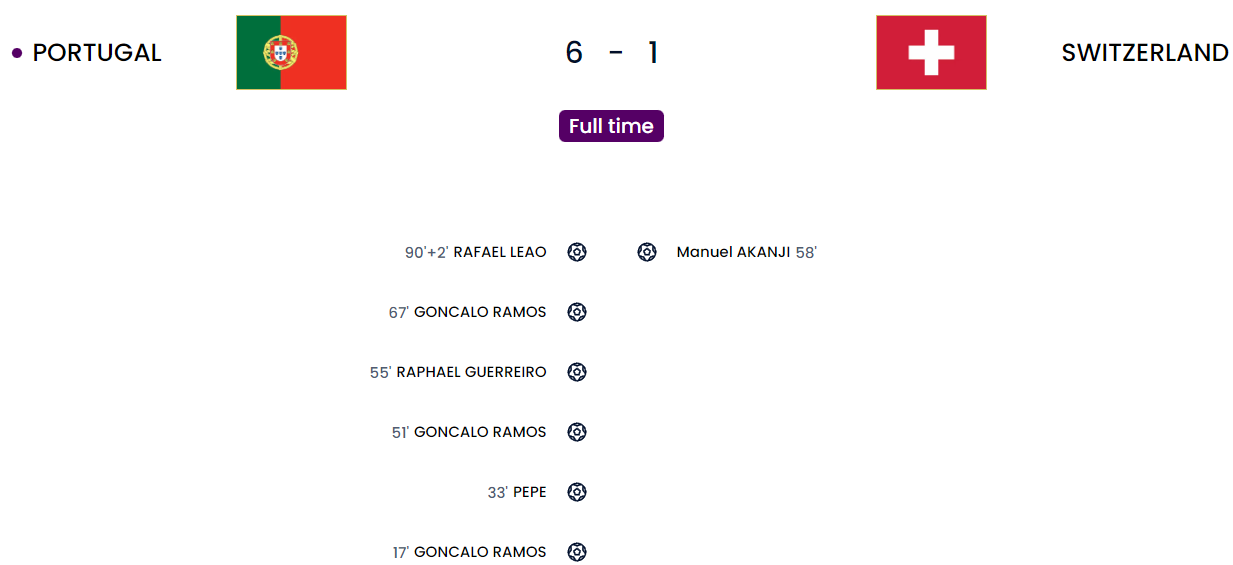 PORTUGAL 6 - 1 SWITZERLAND
Full time
90'+2' RAFAEL LEAO Manuel AKANJI 58'
67' GONCALO RAMOS
55' RAPHAEL GUERREIRO
51' GONCALO RAMOS
33' PEPE
17' GONCALO RAMOS